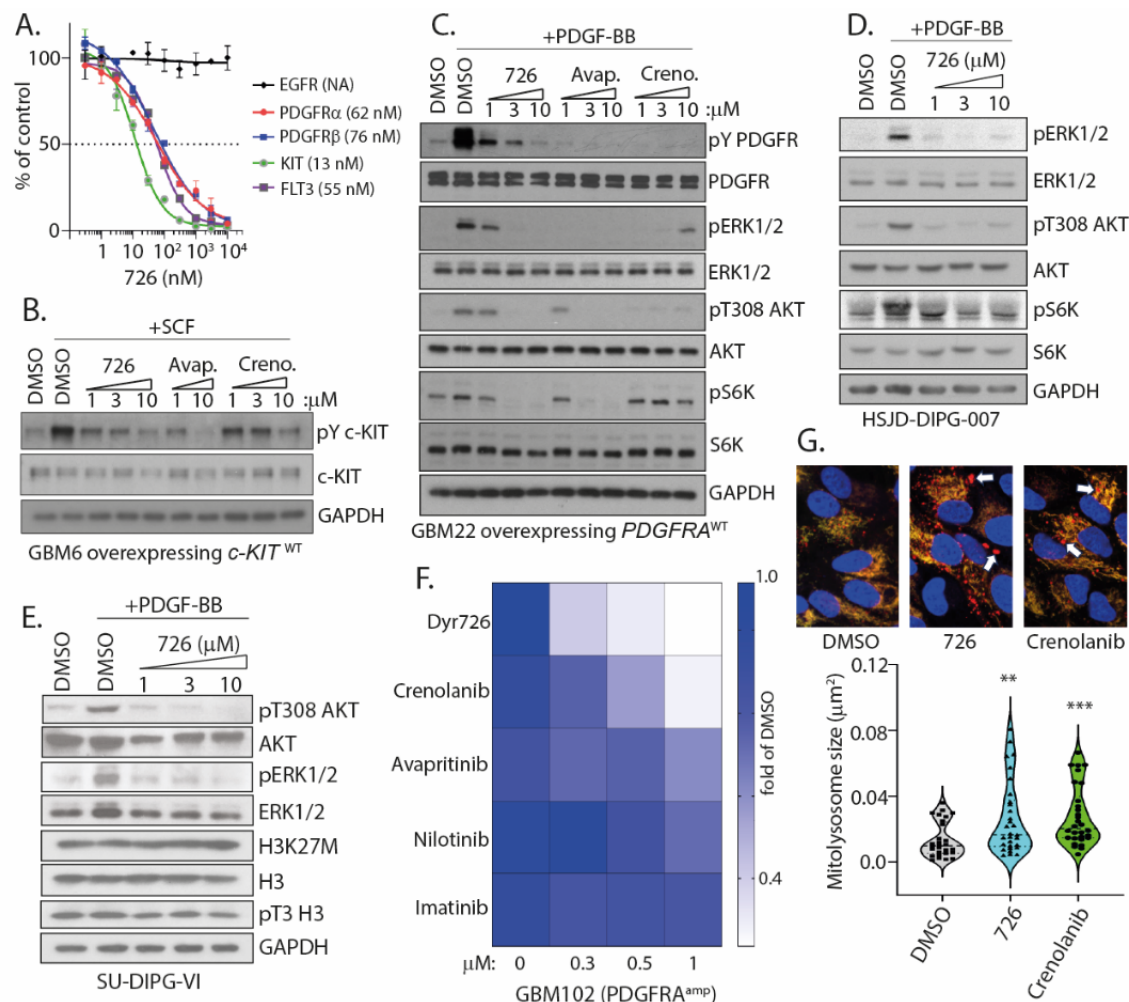 A.
% of control
100
50
0
1
10
10²
10³
10⁴
726 (nM)
EGFR (NA)
PDGFRα (62 nM)
PDGFRβ (76 nM)
KIT (13 nM)
FLT3 (55 nM)
B.
+SCF
DMSO
DMSO
726
Avap.
Creno.
1 3 10 1 10 1 3 10 :μM
pY c-KIT
c-KIT
GAPDH
GBM6 overexpressing c-KIT WT
C.
+PDGF-BB
DMSO
DMSO
726
Avap.
Creno.
1 3 10 1 3 10 1 3 10 :μM
pY PDGFR
PDGFR
pERK1/2
ERK1/2
pT308 AKT
AKT
pS6K
S6K
GAPDH
GBM22 overexpressing PDGFRA WT
D.
+PDGF-BB
DMSO
DMSO
726 (μM)
1 3 10
pERK1/2
ERK1/2
pT308 AKT
AKT
pS6K
S6K
GAPDH
HSJD-DIPG-007
E.
+PDGF-BB
DMSO
DMSO
726 (μM)
1 3 10
pT308 AKT
AKT
pERK1/2
ERK1/2
H3K27M
H3
pT3 H3
GAPDH
SU-DIPG-VI
F.
Dyr726
Crenolanib
Avapritinib
Nilotinib
Imatinib
μM: 0 0.3 0.5 1
GBM102 (PDGFRA amp)
1.0
fold of DMSO
0.4
G.
DMSO 726 Crenolanib
Mitolysosome size (μm²)
0.12
0.08
0.04
0.0
**
***
DMSO
726
Crenolanib